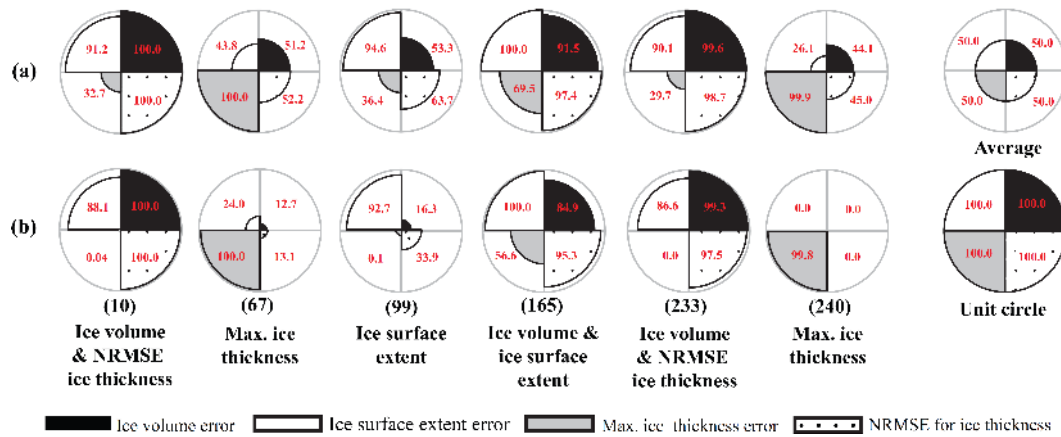 91.2 100.0 43.8 51.2 94.6 53.3 100.0 91.5 90.1 99.6 26.1 44.1 50.0 50.0
(a)
32.7 100.0 100.0 52.2 36.4 63.7 69.5 97.4 29.7 98.7 99.9 45.0 50.0 50.0
Average
88.1 100.0 24.0 12.7 92.7 16.3 100.0 84.9 86.6 99.3 0.0 0.0 100.0 100.0
(b)
0.04 100.0 100.0 13.1 0.1 33.9 56.6 95.3 0.0 97.5 99.8 0.0 100.0 100.0
(10) (67) (99) (165) (233) (240) Unit circle
Ice volume Max. ice Ice surface Ice volume & Ice volume Max. ice
& NRMSE thickness extent ice surface & NRMSE thickness
ice thickness extent ice thickness
Ice volume error Ice surface extent error Max. ice thickness error NRMSE for ice thickness